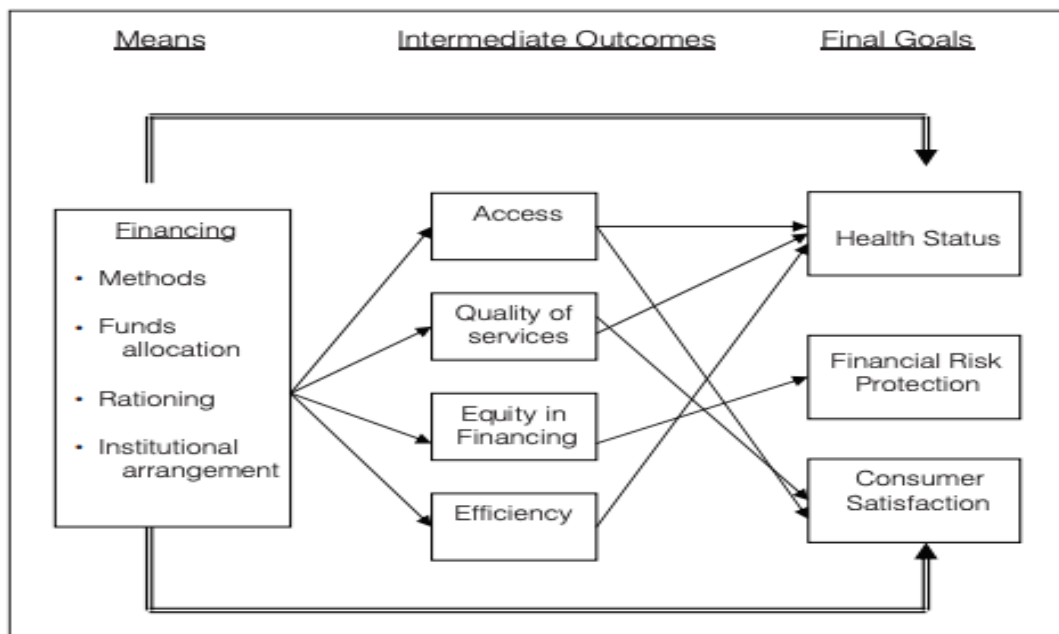 Means
Intermediate Outcomes
Final Goals
Financing
• Methods
• Funds
allocation
• Rationing
• Institutional
arrangement
Access
Quality of
services
Equity in
Financing
Efficiency
Health Status
Financial Risk
Protection
Consumer
Satisfaction